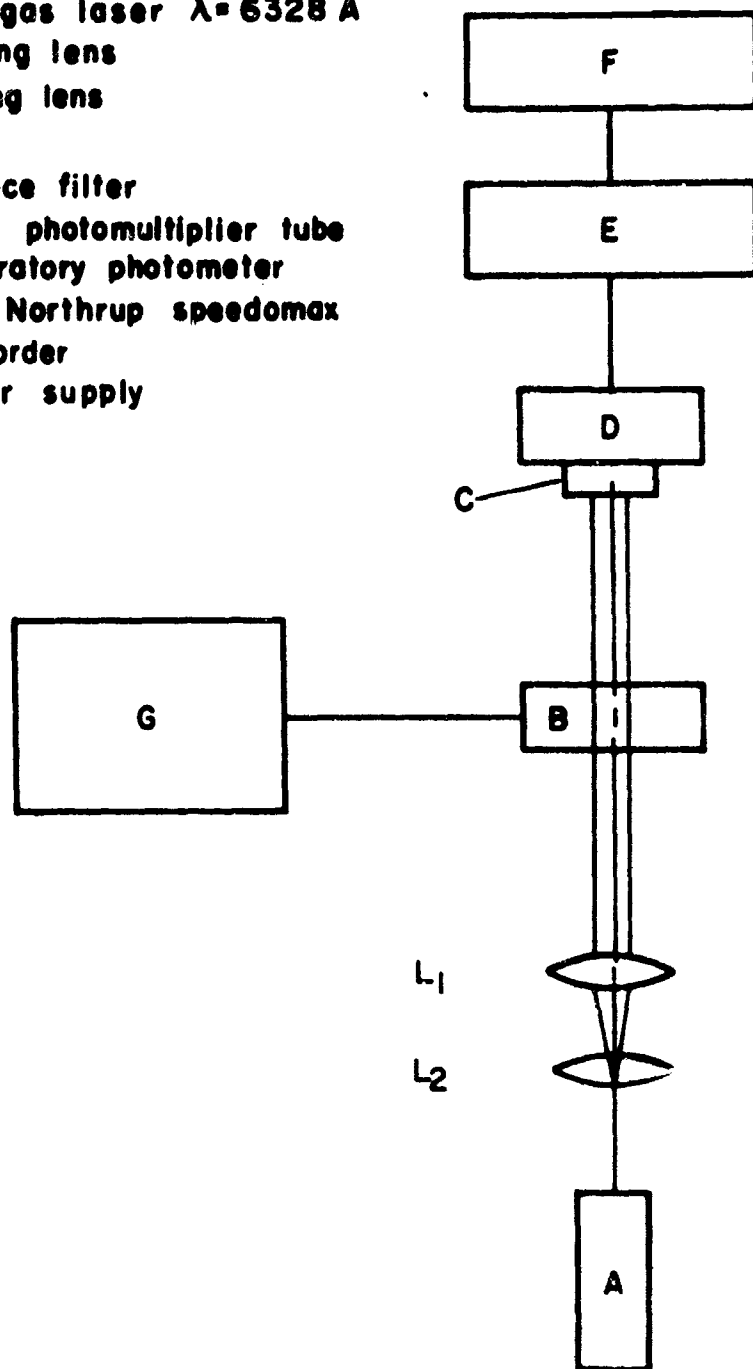 gas laser λ= 6328 A
ng lens
g lens
ce filter
photomultiplier tube
ratory photometer
Northrup speedomax
order
r supply
F
E
D
C
G
B
L1
L2
A